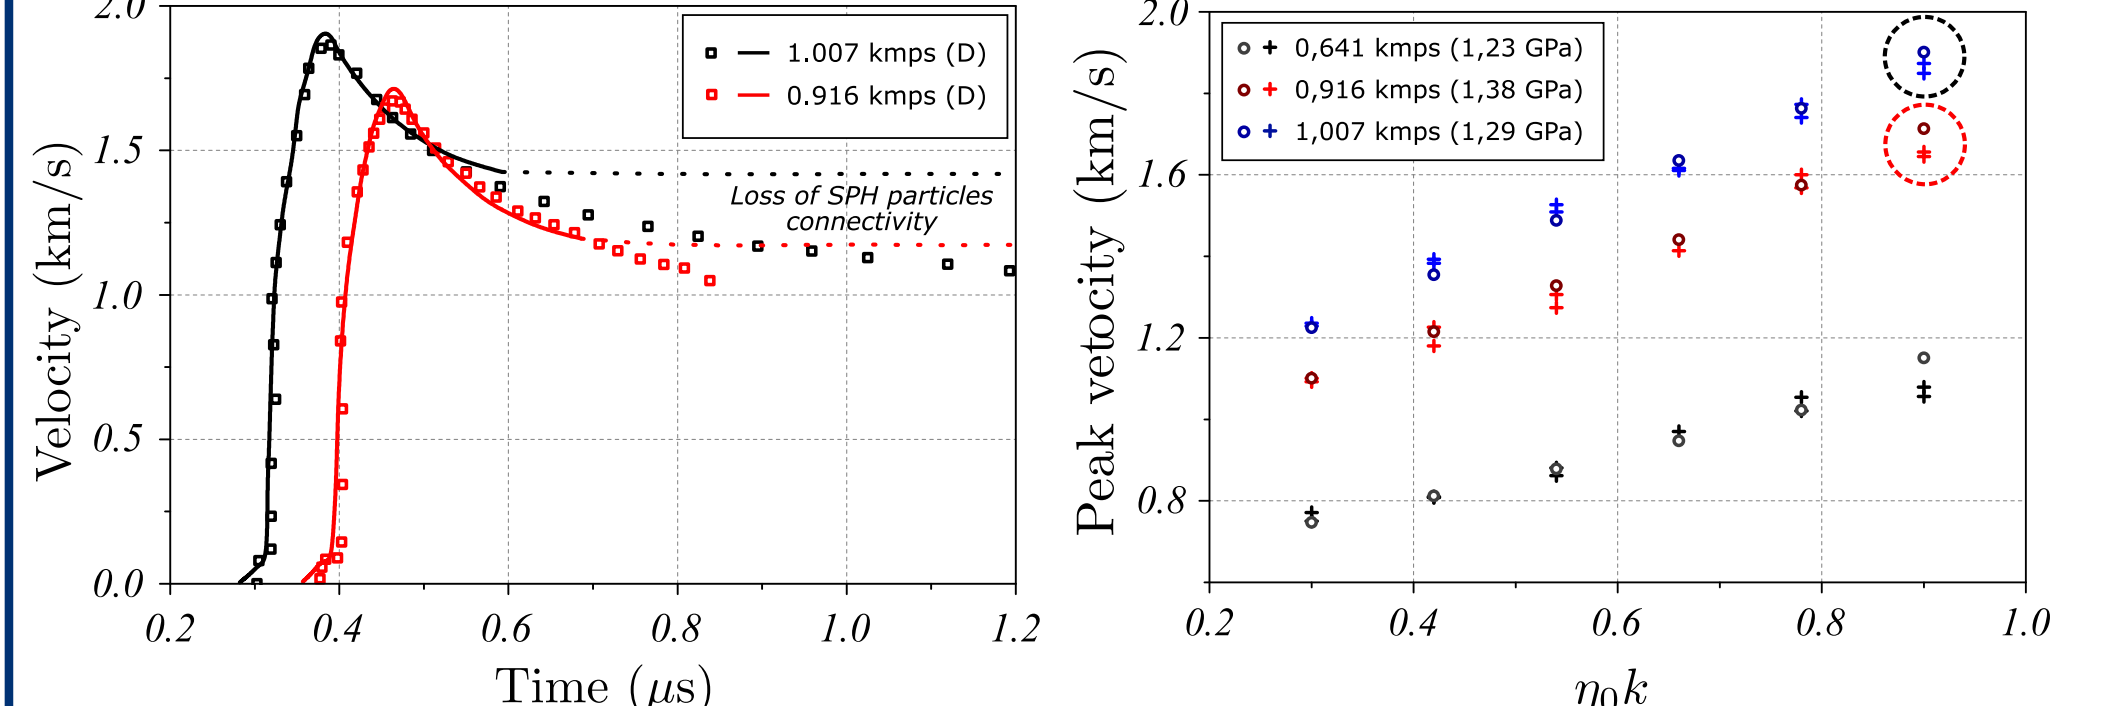 2.0
1.5
1.0
0.5
0.0
Velocity (km/s)
1.007 kmps (D)
0.916 kmps (D)
Loss of SPH particles
connectivity
0.2 0.4 0.6 0.8 1.0 1.2
Time (μs)
2.0
1.6
1.2
0.8
Peak vetocity (km/s)
0,641 kmps (1,23 GPa)
0,916 kmps (1,38 GPa)
1,007 kmps (1,29 GPa)
0.2 0.4 0.6 0.8 1.0
η₀k